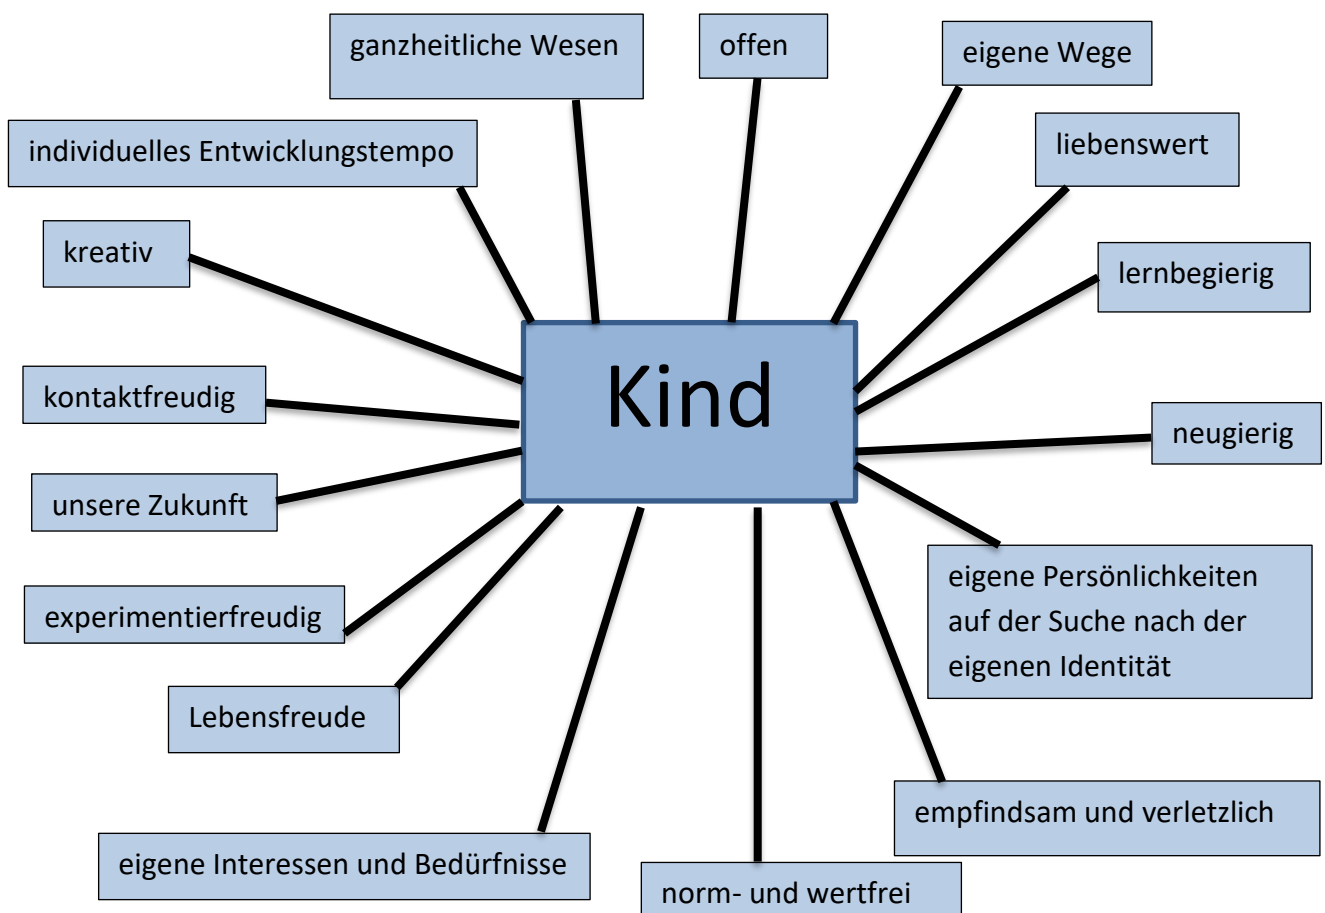 ganzheitliche Wesen
offen
eigene Wege
individuelles Entwicklungstempo
liebenswert
kreativ
lernbegierig
Kind
kontaktfreudig
neugierig
unsere Zukunft
eigene Persönlichkeiten
auf der Suche nach der
eigenen Identität
experimentierfreudig
Lebensfreude
empfindsam und verletzlich
eigene Interessen und Bedürfnisse
norm- und wertfrei